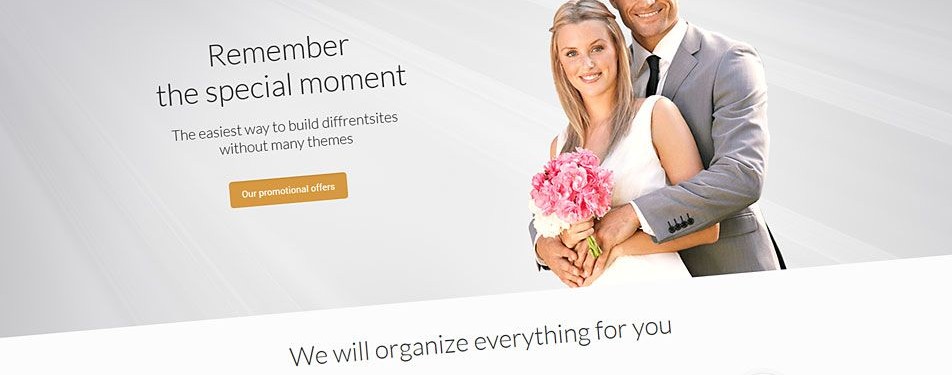 Remember
the special moment
The easiest way to build diffrentsites
without many themes
Our promotional offers
We will organize everything for you